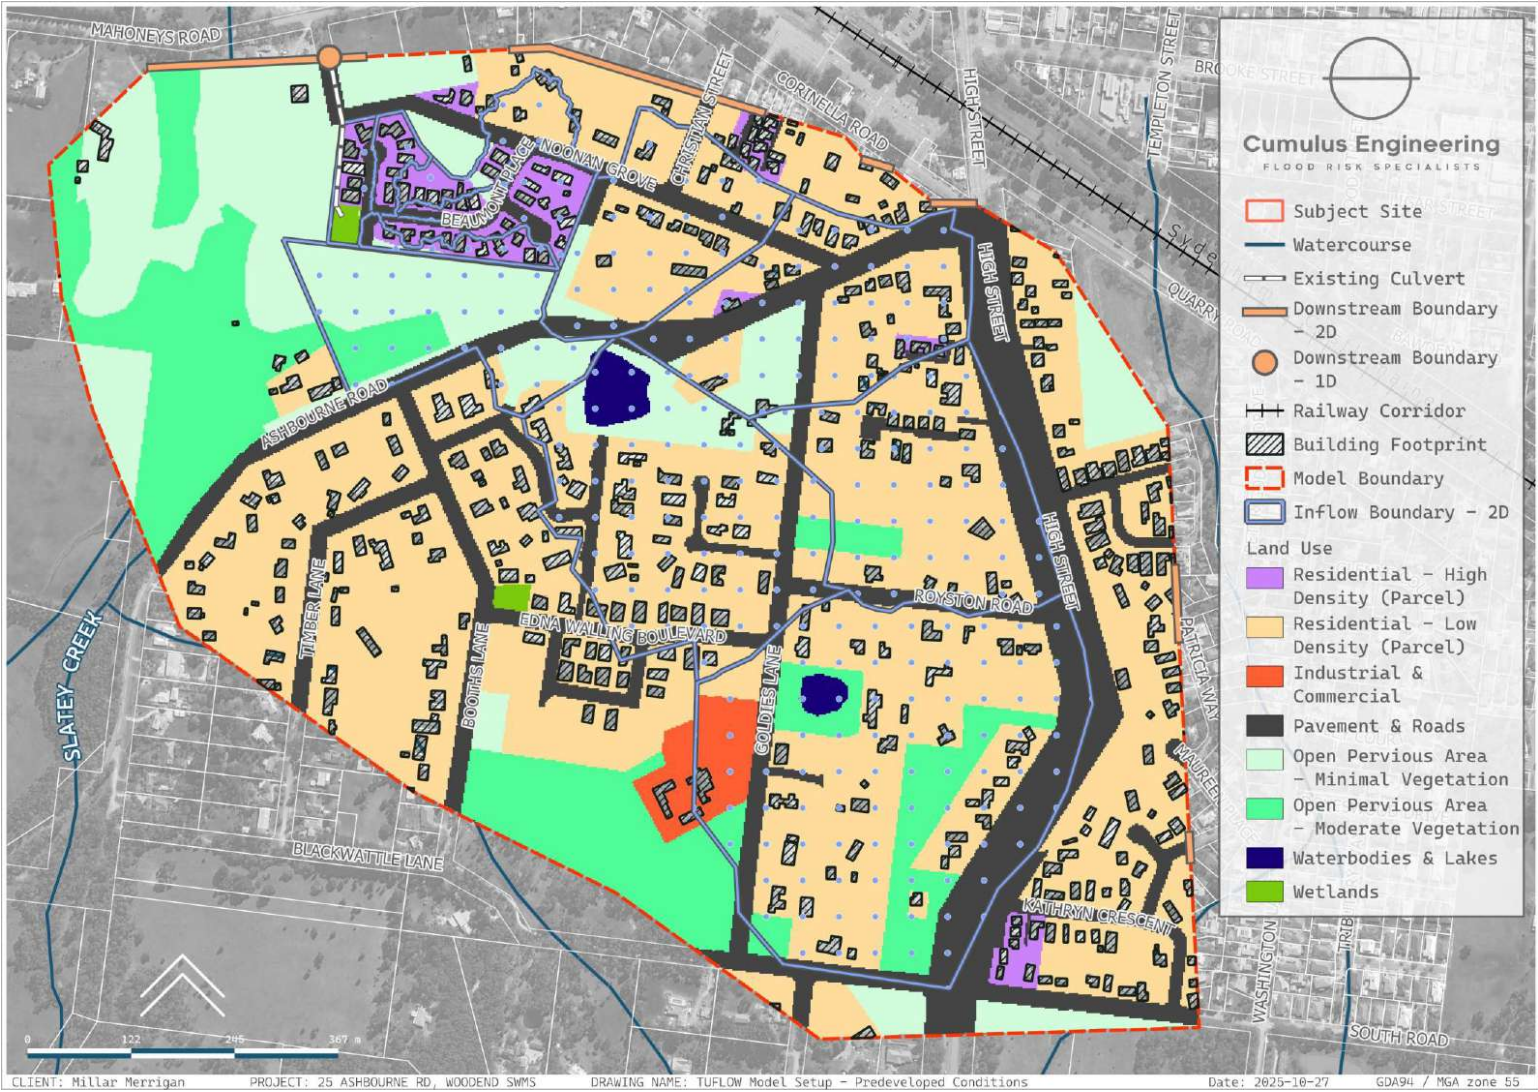 MAHONEYS ROAD
CORINELLA ROAD
CHRISTIAN STREET
HIGH STREET
TEMPLETON STREET
BROOKE STREET
NOONAN GROVE
BEAUMONT PLACE
HIGH STREET
QUARRY
ASHBOURNE ROAD
HIGH STREET
TIMBER LANE
ROYSTON ROAD
EDNA WALLING BOULEVARD
BOOTHS LANE
GOLDIES LANE
PATRICIA WAY
SLATEY CREEK
BLACKWATTLE LANE
KATHRYN CRESCENT
WASHINGTON
SOUTH ROAD
Cumulus Engineering
FLOOD RISK SPECIALISTS
Subject Site
Watercourse
Existing Culvert
Downstream Boundary
- 2D
Downstream Boundary
- 1D
Railway Corridor
Building Footprint
Model Boundary
Inflow Boundary - 2D
Land Use
Residential - High
Density (Parcel)
Residential - Low
Density (Parcel)
Industrial &
Commercial
Pavement & Roads
Open Pervious Area
- Minimal Vegetation
Open Pervious Area
- Moderate Vegetation
Waterbodies & Lakes
Wetlands
0 122 245 367 m
CLIENT: Millar Merrigan PROJECT: 25 ASHBOURNE RD, WOODEND SWMS DRAWING NAME: TUFLOW Model Setup - Predeveloped Conditions Date: 2025-10-27 GDA94 / MGA zone 55